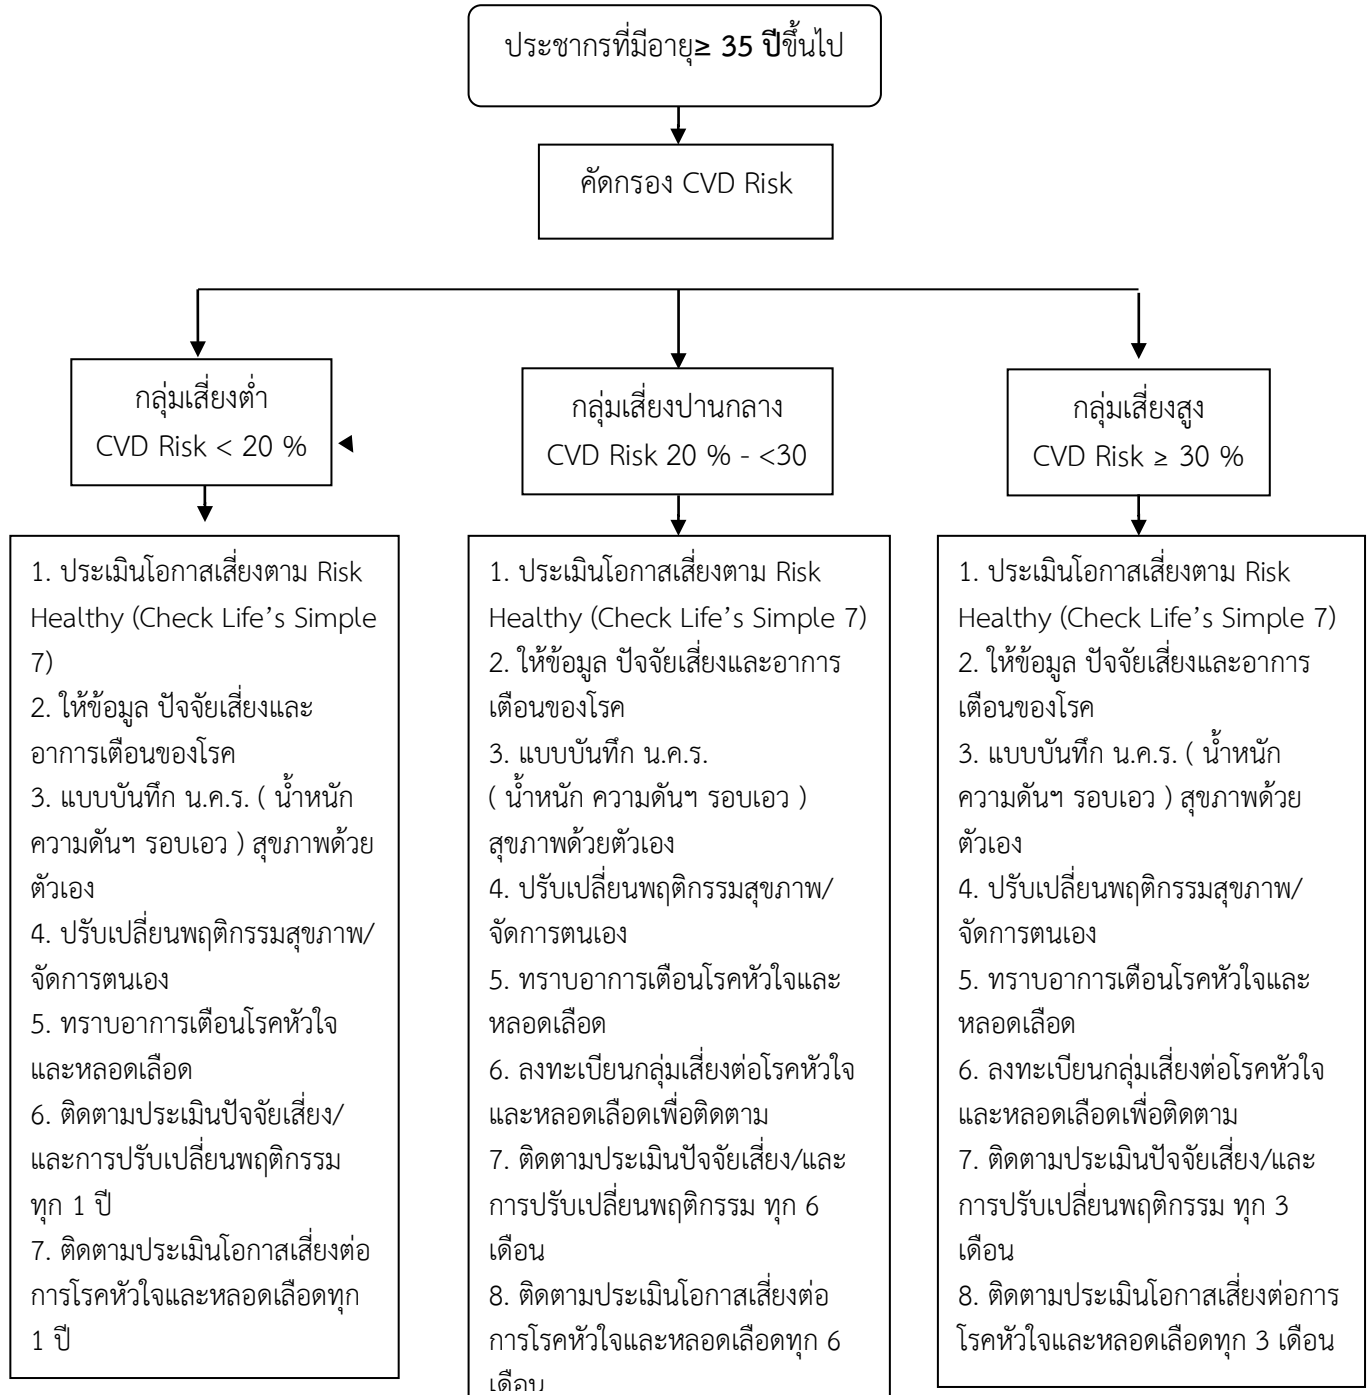 ประชากรที่มีอายุ≥ 35 ปีขึ้นไป
คัดกรอง CVD Risk
กลุ่มเสี่ยงต่ำ
CVD Risk < 20 %
กลุ่มเสี่ยงปานกลาง
CVD Risk 20 % - <30
กลุ่มเสี่ยงสูง
CVD Risk ≥ 30 %
1. ประเมินโอกาสเสี่ยงตาม Risk
Healthy (Check Life’s Simple
7)
2. ให้ข้อมูล ปัจจัยเสี่ยงและ
อาการเตือนของโรค
3. แบบบันทึก น.ค.ร. ( น้ำหนัก
ความดันฯ รอบเอว ) สุขภาพด้วย
ตัวเอง
4. ปรับเปลี่ยนพฤติกรรมสุขภาพ/
จัดการตนเอง
5. ทราบอาการเตือนโรคหัวใจ
และหลอดเลือด
6. ติดตามประเมินปัจจัยเสี่ยง/
และการปรับเปลี่ยนพฤติกรรม
ทุก 1 ปี
7. ติดตามประเมินโอกาสเสี่ยงต่อ
การโรคหัวใจและหลอดเลือดทุก
1 ปี
1. ประเมินโอกาสเสี่ยงตาม Risk
Healthy (Check Life’s Simple 7)
2. ให้ข้อมูล ปัจจัยเสี่ยงและอาการ
เตือนของโรค
3. แบบบันทึก น.ค.ร.
( น้ำหนัก ความดันฯ รอบเอว )
สุขภาพด้วยตัวเอง
4. ปรับเปลี่ยนพฤติกรรมสุขภาพ/
จัดการตนเอง
5. ทราบอาการเตือนโรคหัวใจและ
หลอดเลือด
6. ลงทะเบียนกลุ่มเสี่ยงต่อโรคหัวใจ
และหลอดเลือดเพื่อติดตาม
7. ติดตามประเมินปัจจัยเสี่ยง/และ
การปรับเปลี่ยนพฤติกรรม ทุก 6
เดือน
8. ติดตามประเมินโอกาสเสี่ยงต่อ
การโรคหัวใจและหลอดเลือดทุก 6
เดือน
1. ประเมินโอกาสเสี่ยงตาม Risk
Healthy (Check Life’s Simple 7)
2. ให้ข้อมูล ปัจจัยเสี่ยงและอาการ
เตือนของโรค
3. แบบบันทึก น.ค.ร. ( น้ำหนัก
ความดันฯ รอบเอว ) สุขภาพด้วย
ตัวเอง
4. ปรับเปลี่ยนพฤติกรรมสุขภาพ/
จัดการตนเอง
5. ทราบอาการเตือนโรคหัวใจและ
หลอดเลือด
6. ลงทะเบียนกลุ่มเสี่ยงต่อโรคหัวใจ
และหลอดเลือดเพื่อติดตาม
7. ติดตามประเมินปัจจัยเสี่ยง/และ
การปรับเปลี่ยนพฤติกรรม ทุก 3
เดือน
8. ติดตามประเมินโอกาสเสี่ยงต่อการ
โรคหัวใจและหลอดเลือดทุก 3 เดือน